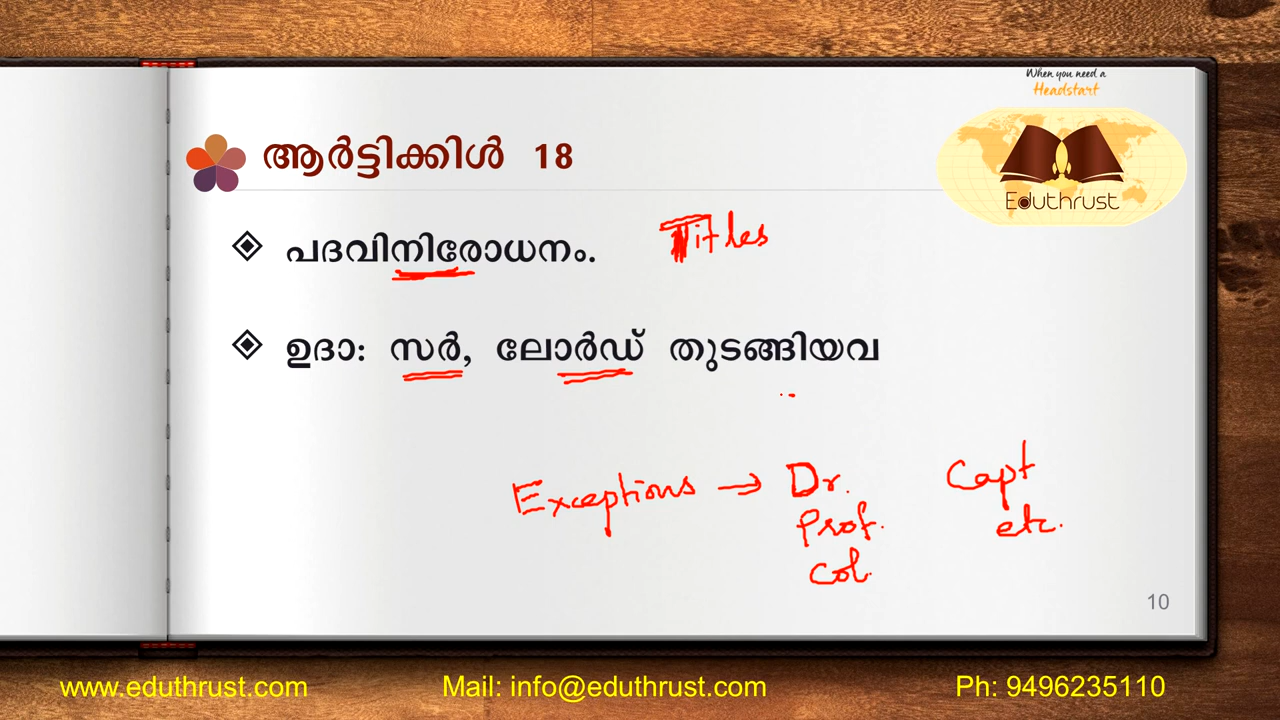 When you need a
Headstart
Eduthrust
ആർട്ടിക്കിൾ 18
പദവിനിരോധനം. Titles
ഉദാ: സർ, ലോർഡ് തുടങ്ങിയവ
Exceptions → Dr. Capt
Prof. etc.
Col.
10
www.eduthrust.com Mail: info@eduthrust.com Ph: 9496235110